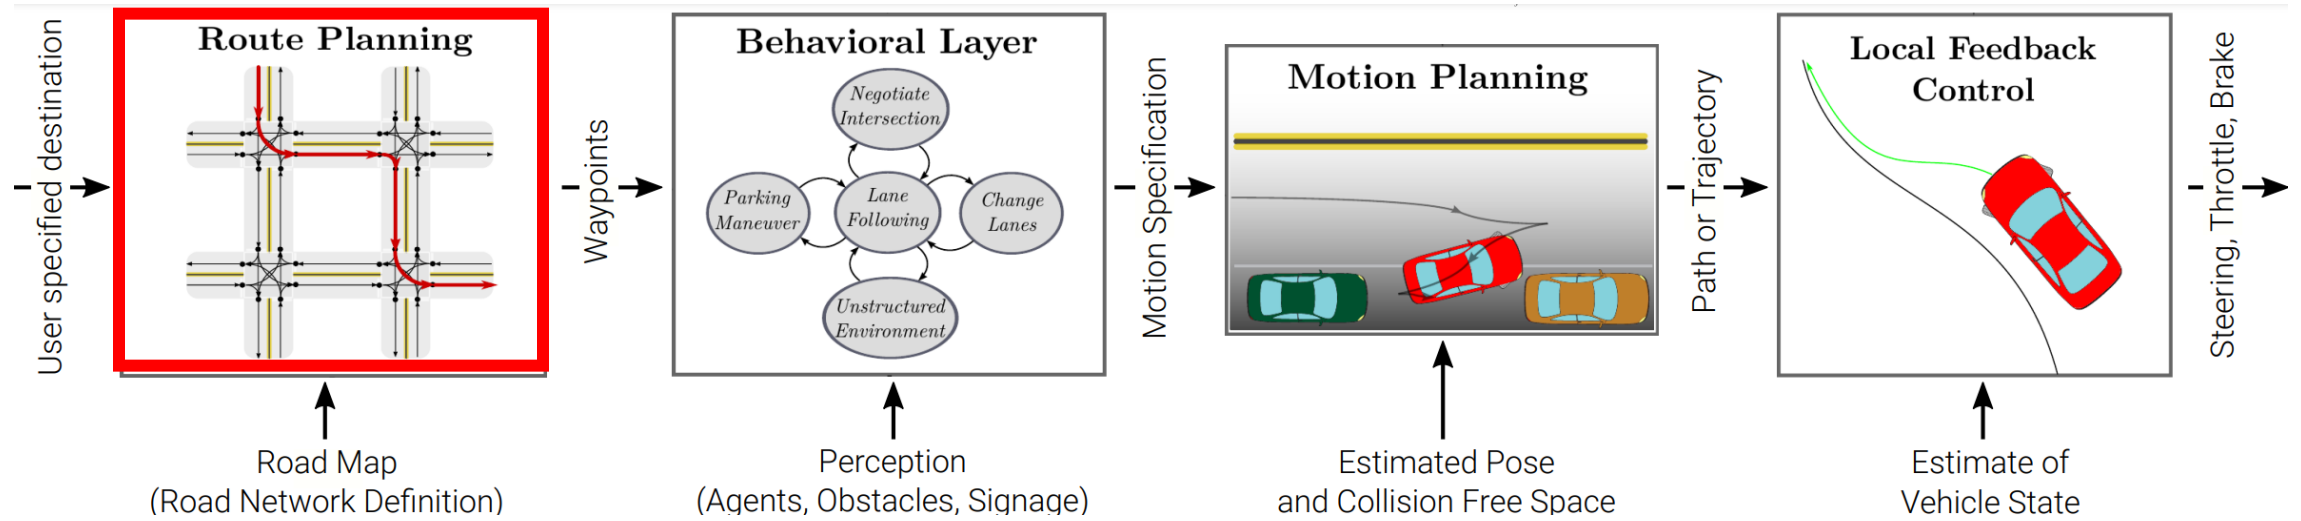 User specified destination
Route Planning
Road Map
(Road Network Definition)
Waypoints
Behavioral Layer
Negotiate
Intersection
Parking
Maneuver
Lane
Following
Change
Lanes
Unstructured
Environment
Perception
(Agents, Obstacles, Signage)
Motion Specification
Motion Planning
Estimated Pose
and Collision Free Space
Path or Trajectory
Local Feedback
Control
Estimate of
Vehicle State
Steering, Throttle, Brake